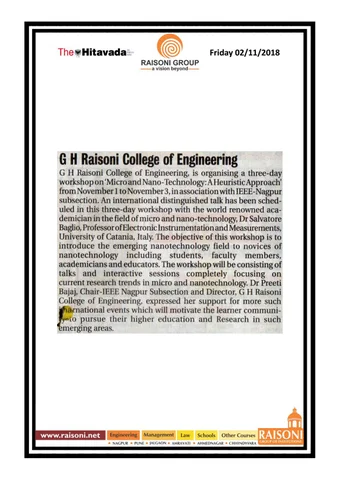 The Hitavada
RAISONI GROUP
a vision beyond
Friday 02/11/2018
G H Raisoni College of Engineering
G H Raisoni College of Engineering, is organising a three-day
workshop on 'Micro and Nano-Technology: A Heuristic Approach'
from November 1 to November 3, in association with IEEE-Nagpur
subsection. An international distinguished talk has been sched-
uled in this three-day workshop with the world renowned aca-
demician in the field of micro and nano-technology, Dr Salvatore
Baglio, Professor of Electronic Instrumentation and Measurements,
University of Catania, Italy. The objective of this workshop is to
introduce the emerging nanotechnology field to novices of
nanotechnology including students, faculty members,
academicians and educators. The workshop will be consisting of
talks and interactive sessions completely focusing on
current research trends in micro and nanotechnology. Dr Preeti
Bajaj, Chair-IEEE Nagpur Subsection and Director, G H Raisoni
College of Engineering, expressed her support for more such
national events which will motivate the learner communi-
to pursue their higher education and Research in such
emerging areas.
www.raisoni.net Engineering Management Law Schools Other Courses RAISONI
NAGPUR • PUNE • JALGAON • AMRAVATI • AHMEDNAGAR • CHHINDWARA